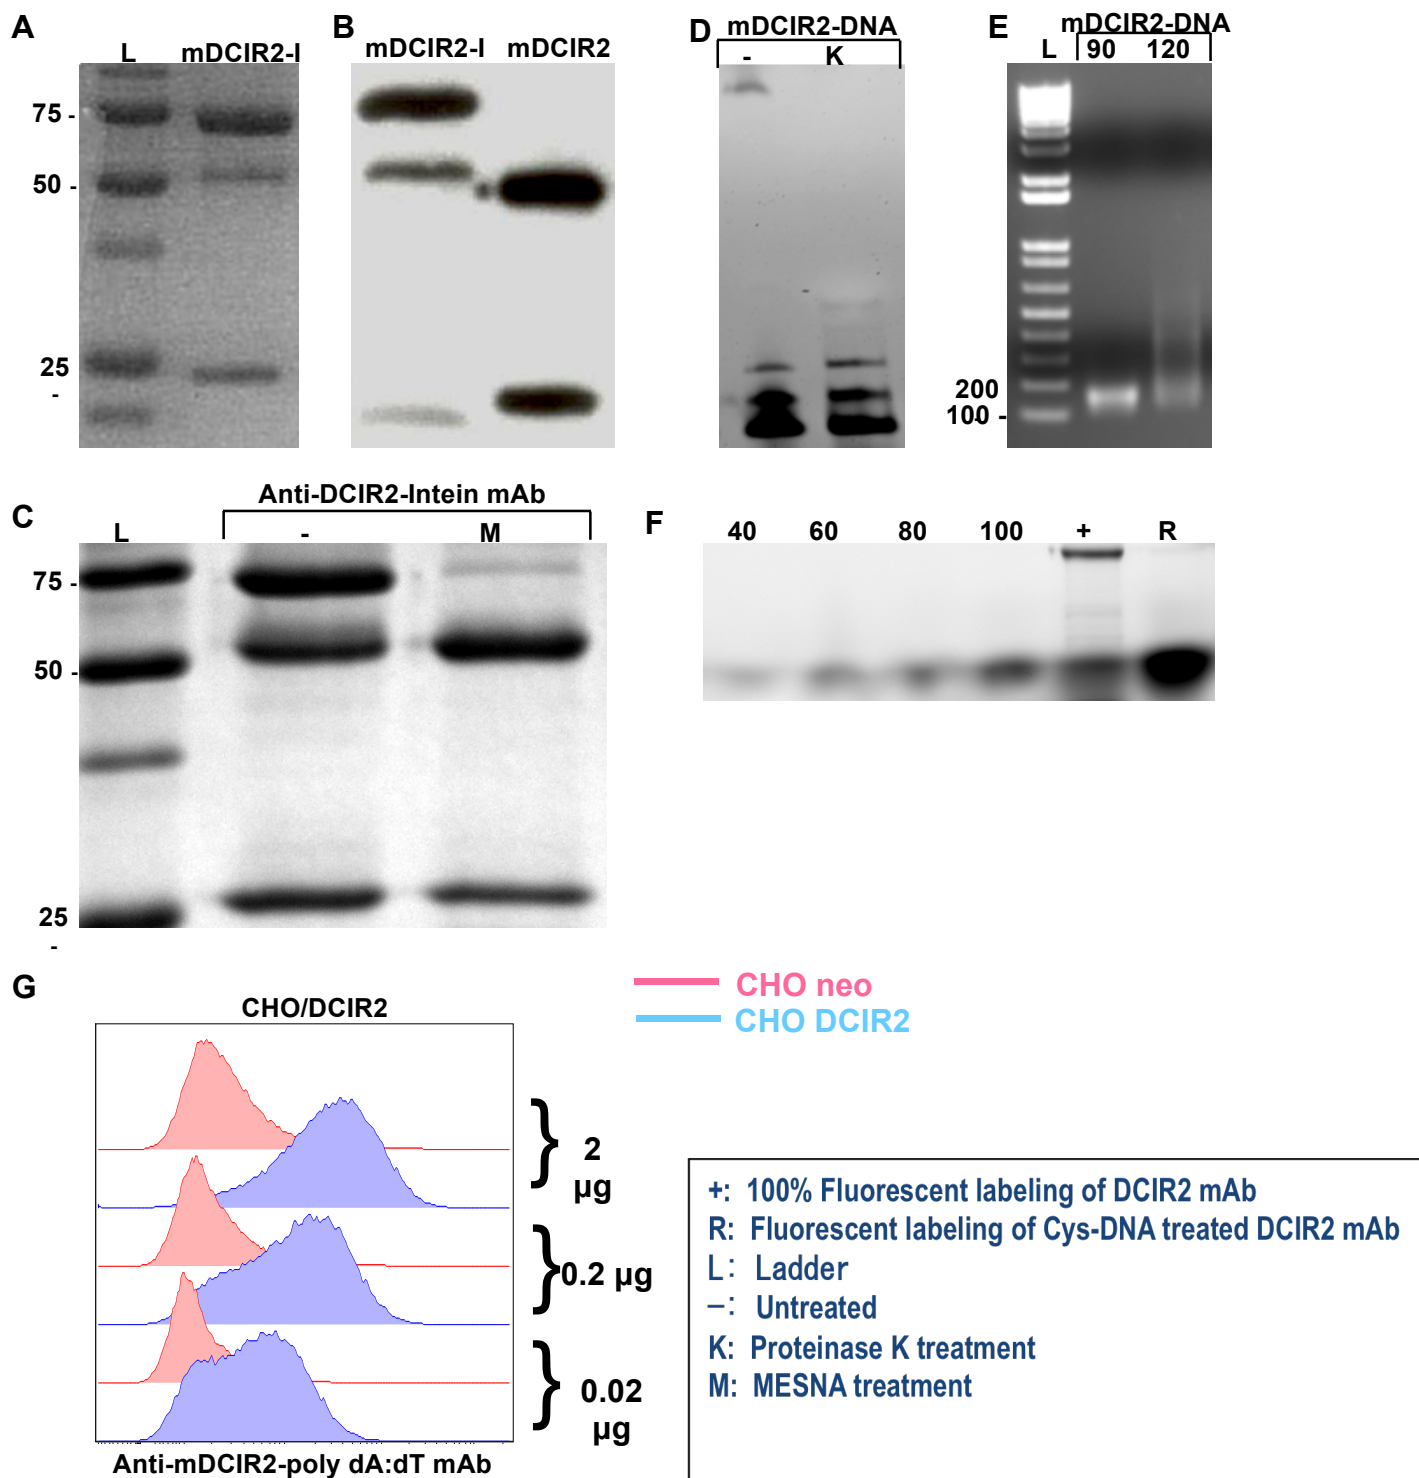 A
L mDCIR2-I
75 -
50 -
25
-
B
mDCIR2-I mDCIR2
D
mDCIR2-DNA
- K
E
mDCIR2-DNA
L 90 120
200
100 -
C
Anti-DCIR2-Intein mAb
L - M
75 -
50 -
25
-
F
40 60 80 100 + R
G
CHO neo
CHO DCIR2
CHO/DCIR2
2
µg
0.2 µg
0.02
µg
Anti-mDCIR2-poly dA:dT mAb
+: 100% Fluorescent labeling of DCIR2 mAb
R: Fluorescent labeling of Cys-DNA treated DCIR2 mAb
L: Ladder
–: Untreated
K: Proteinase K treatment
M: MESNA treatment